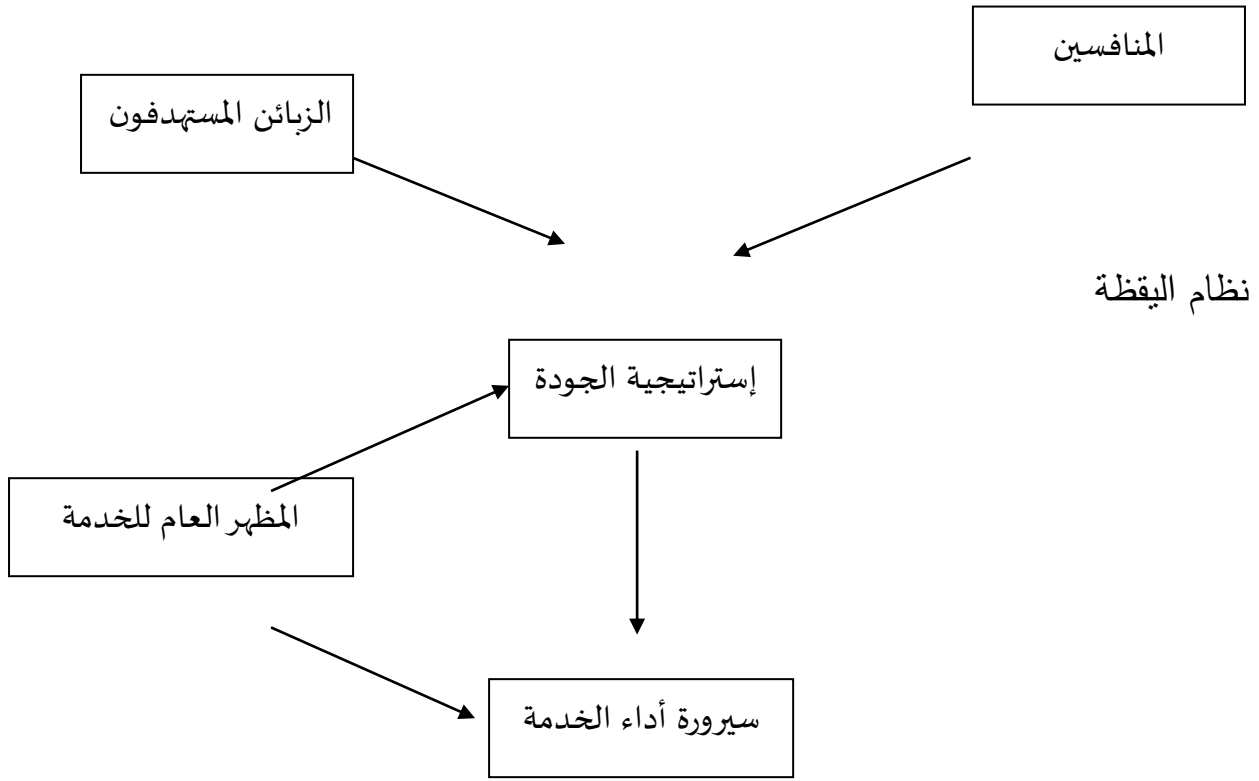 المنافسين
الزبائن المستهدفون
نظام اليقظة
إستراتيجية الجودة
المظهر العام للخدمة
سيرورة أداء الخدمة